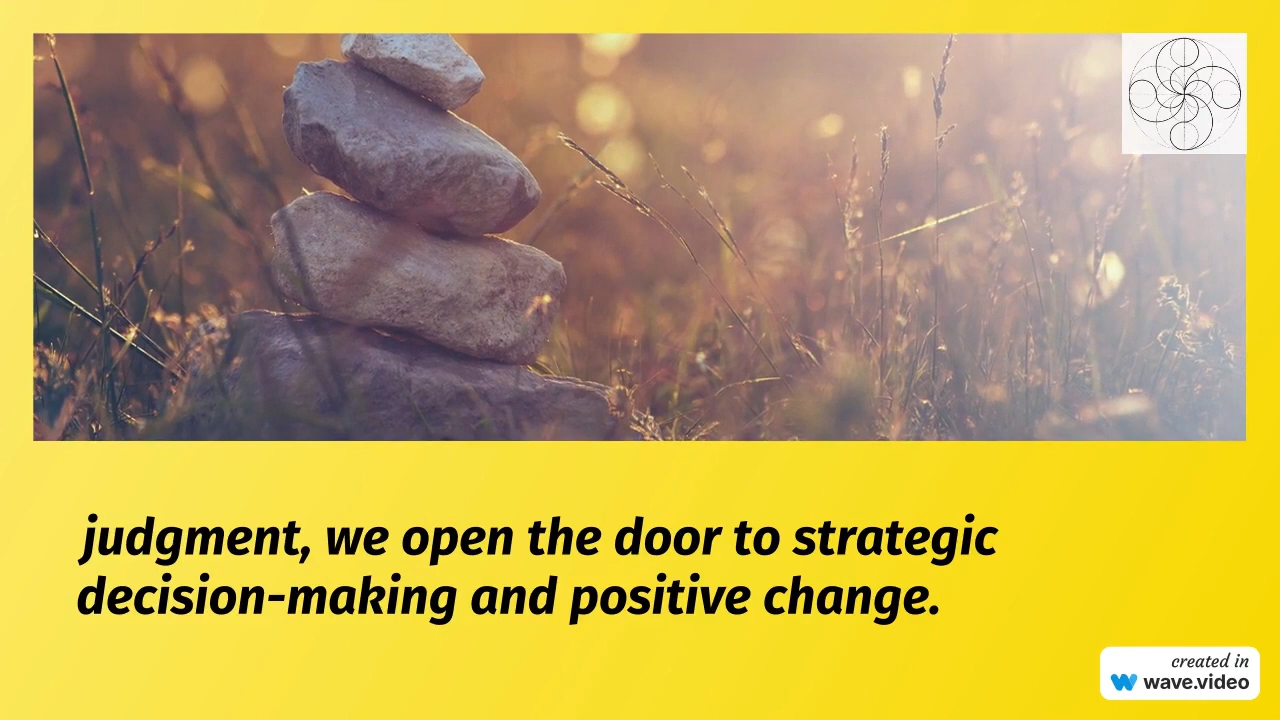 judgment, we open the door to strategic
decision-making and positive change.
created in
wave.video